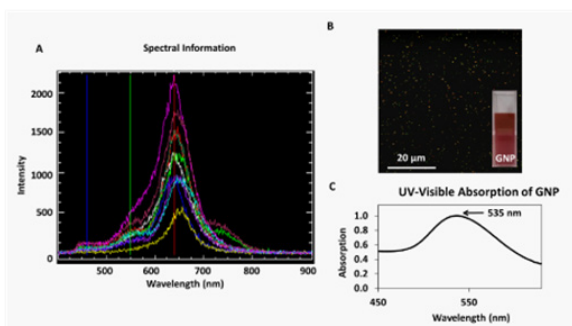 A
Spectral Information
2000
1500
1000
500
0
Intensity
500 600 700 800 900
Wavelength (nm)
B
20 μm
GNP
C
UV-Visible Absorption of GNP
535 nm
1.0
0.8
0.6
0.4
0.2
0.0
Absorption
450 550
Wavelength (nm)